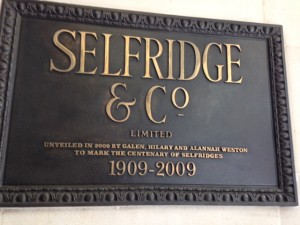 SELFRIDGE
& Co
LIMITED
UNVEILED IN 2009 BY GALEN, HILARY AND ALANNAH WESTON
TO MARK THE CENTENARY OF SELFRIDGES
1909-2009